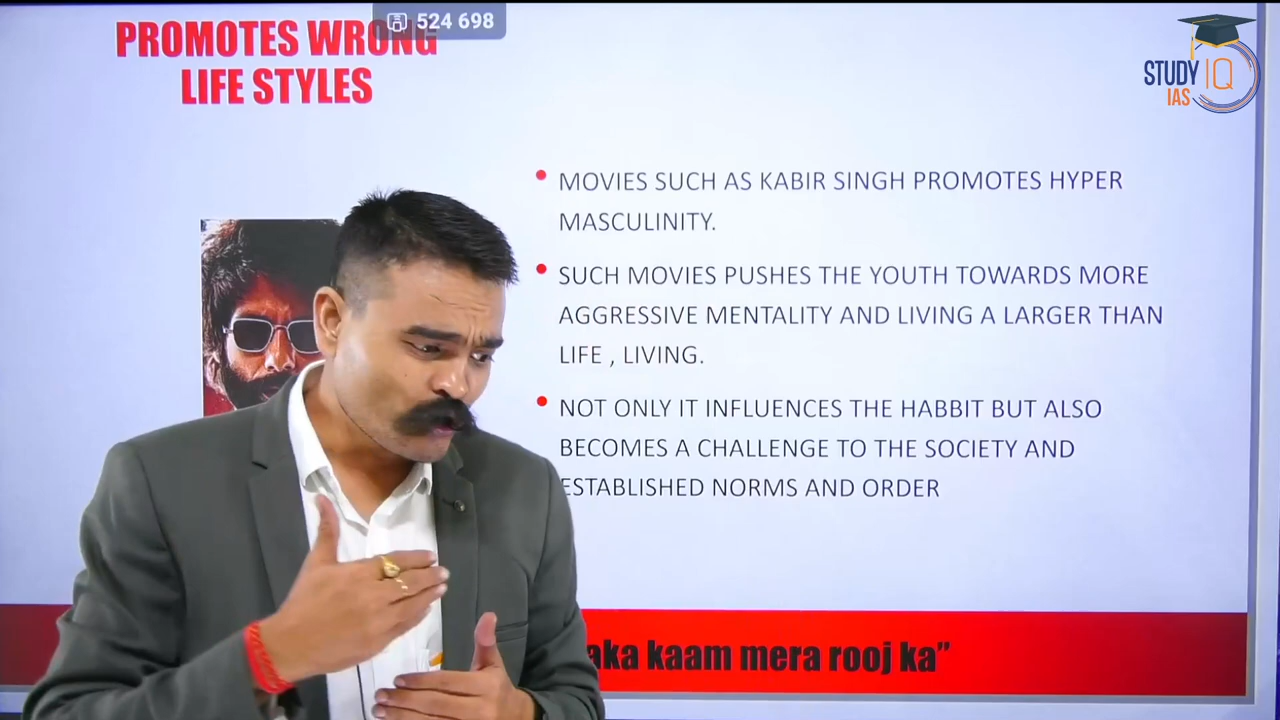 PROMOTES WRONG
LIFE STYLES
524 698
STUDY IQ
IAS
MOVIES SUCH AS KABIR SINGH PROMOTES HYPER
MASCULINITY.
SUCH MOVIES PUSHES THE YOUTH TOWARDS MORE
AGGRESSIVE MENTALITY AND LIVING A LARGER THAN
LIFE , LIVING.
NOT ONLY IT INFLUENCES THE HABBIT BUT ALSO
BECOMES A CHALLENGE TO THE SOCIETY AND
ESTABLISHED NORMS AND ORDER
kaam mera rooj ka”